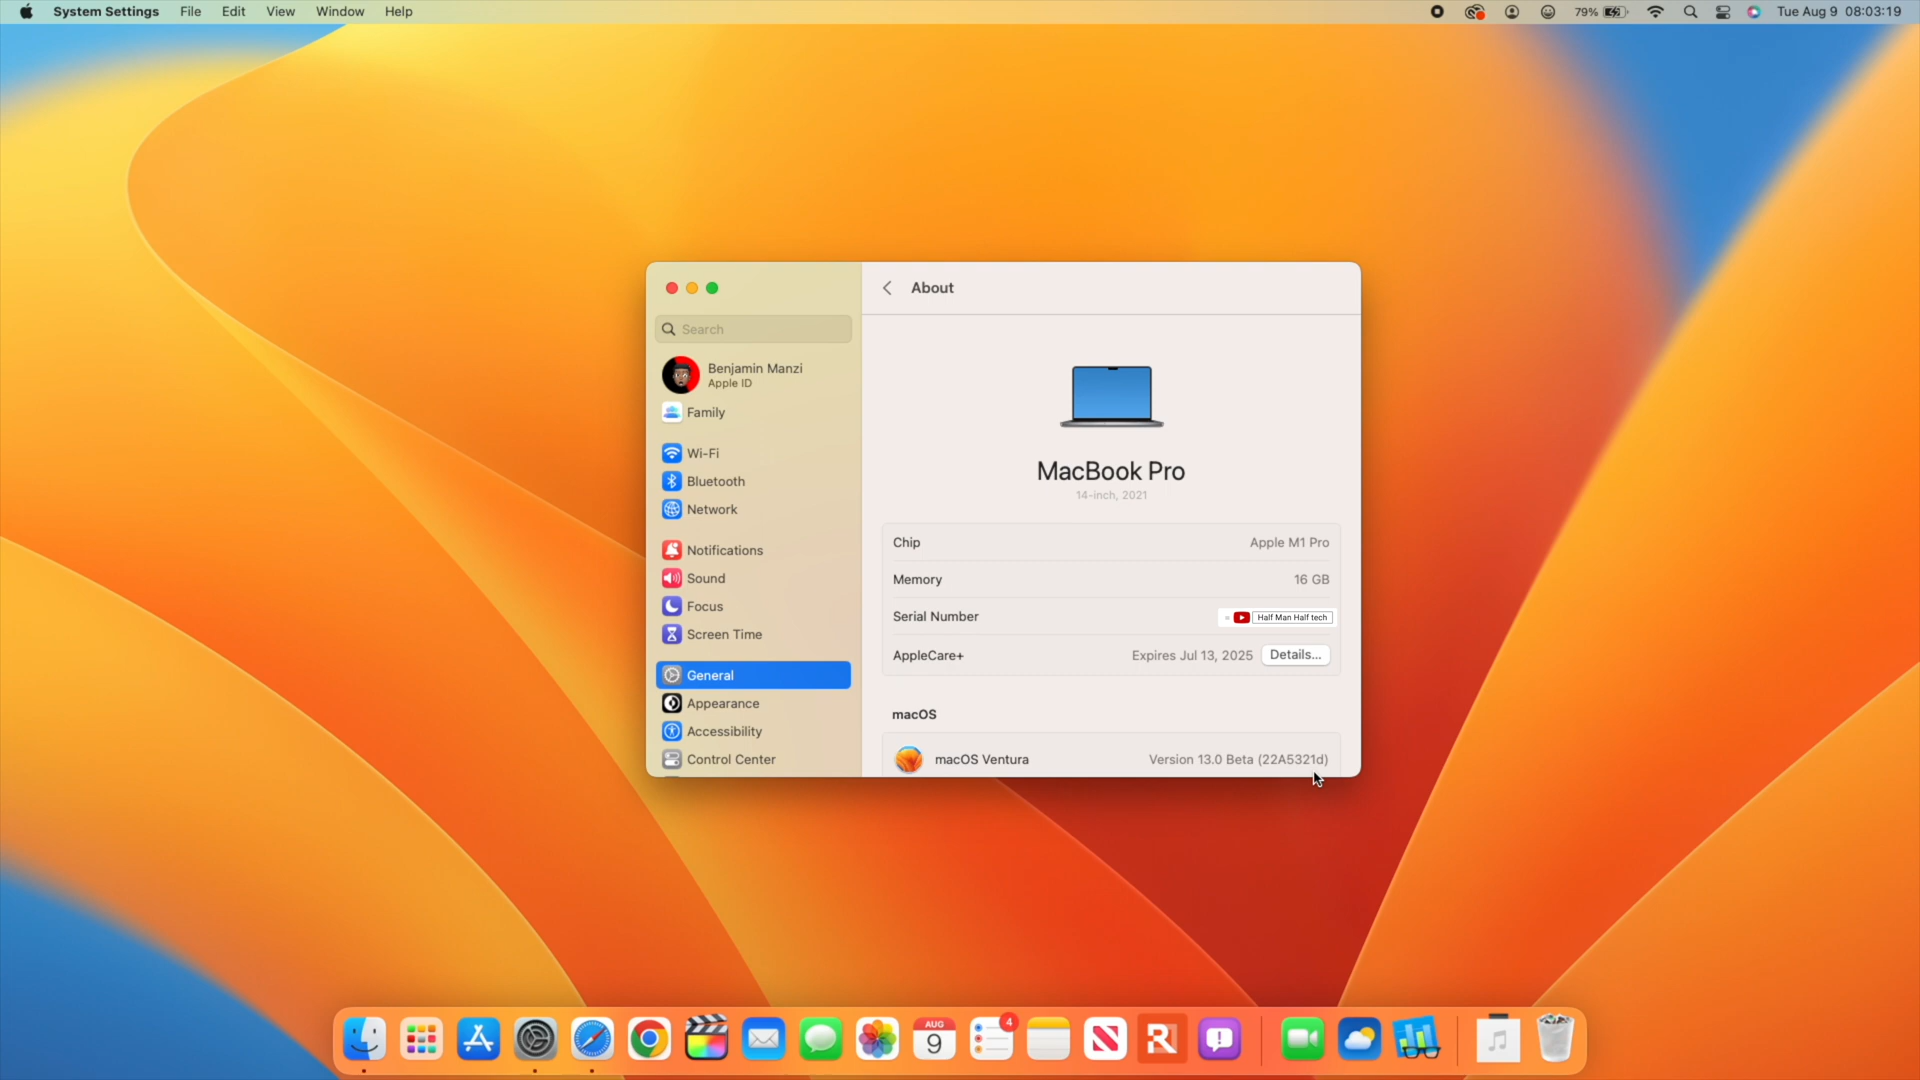 System Settings File Edit View Window Help
79% Tue Aug 9 08:03:19
About
Search
Benjamin Manzi
Apple ID
Family
Wi-Fi
Bluetooth
Network
Notifications
Sound
Focus
Screen Time
General
Appearance
Accessibility
Control Center
MacBook Pro
14-inch, 2021
Chip Apple M1 Pro
Memory 16 GB
Serial Number Half Man Half tech
AppleCare+ Expires Jul 13, 2025 Details...
macOS
macOS Ventura Version 13.0 Beta (22A5321d)
AUG
9
4